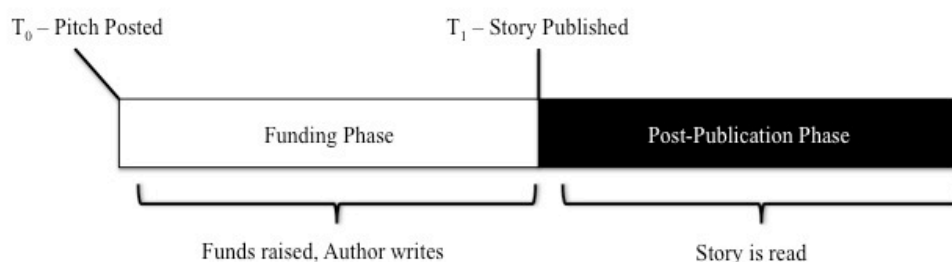 T₀ – Pitch Posted
T₁ – Story Published
Funding Phase
Post-Publication Phase
Funds raised, Author writes
Story is read